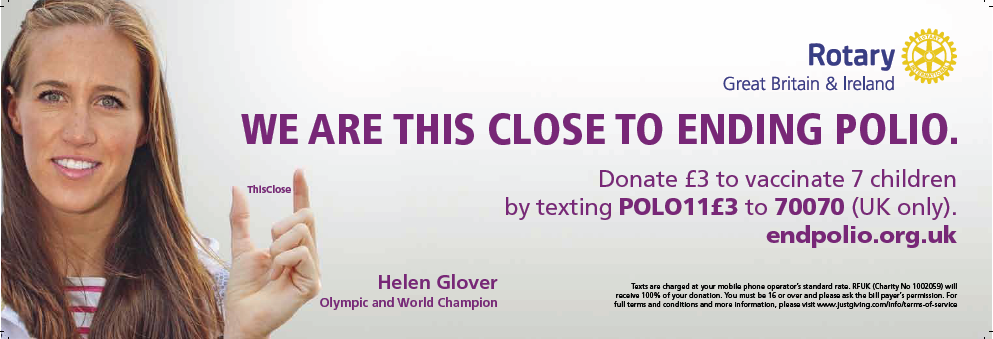 Rotary
Great Britain & Ireland
ROTARY
INTERNATIONAL
WE ARE THIS CLOSE TO ENDING POLIO.
ThisClose
Donate £3 to vaccinate 7 children
by texting POLO11£3 to 70070 (UK only).
endpolio.org.uk
Helen Glover
Olympic and World Champion
Texts are charged at your mobile phone operator's standard rate. RFUK (Charity No 1002059) will
receive 100% of your donation. You must be 16 or over and please ask the bill payer's permission. For
full terms and conditions and more information, please visit www.justgiving.com/info/terms-of-service